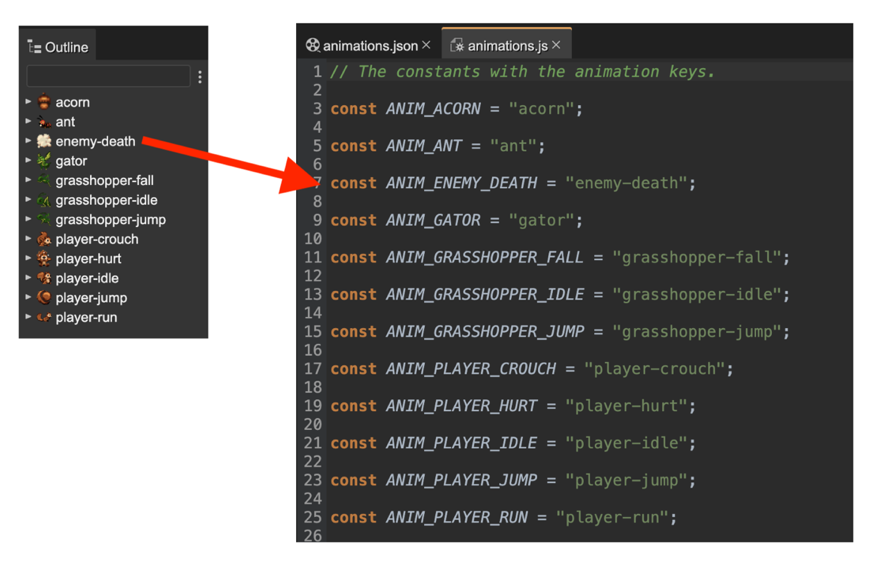 Outline
acorn
ant
enemy-death
gator
grasshopper-fall
grasshopper-idle
grasshopper-jump
player-crouch
player-hurt
player-idle
player-jump
player-run
animations.json × animations.js ×
1 // The constants with the animation keys.
2
3 const ANIM_ACORN = "acorn";
4
5 const ANIM_ANT = "ant";
6
7 const ANIM_ENEMY_DEATH = "enemy-death";
8
9 const ANIM_GATOR = "gator";
10
11 const ANIM_GRASSHOPPER_FALL = "grasshopper-fall";
12
13 const ANIM_GRASSHOPPER_IDLE = "grasshopper-idle";
14
15 const ANIM_GRASSHOPPER_JUMP = "grasshopper-jump";
16
17 const ANIM_PLAYER_CROUCH = "player-crouch";
18
19 const ANIM_PLAYER_HURT = "player-hurt";
20
21 const ANIM_PLAYER_IDLE = "player-idle";
22
23 const ANIM_PLAYER_JUMP = "player-jump";
24
25 const ANIM_PLAYER_RUN = "player-run";
26